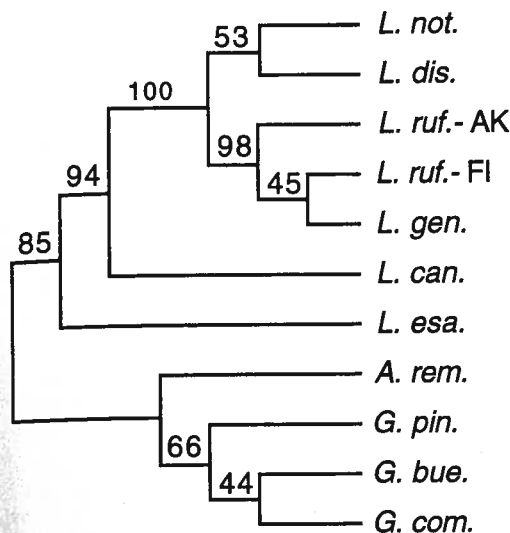 53
L. not.
L. dis.
100
L. ruf.- AK
98
L. ruf.- FI
45
94
L. gen.
85
L. can.
L. esa.
A. rem.
G. pin.
66
G. bue.
44
G. com.